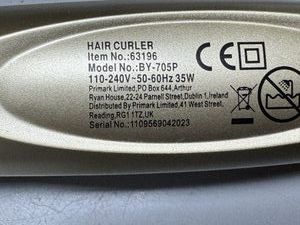 HAIR CURLER
Item No.:63196
Model No.: BY-705P
110-240V~50-60Hz 35W
Primark Limited,PO Box 644,Arthur
Ryan House,22-24 Parnell Street,Dublin 1,Ireland
Distributed by Primark Limited,41 West Street,
Reading,RG1 1TZ,UK
Serial No.:1109569042023
CE